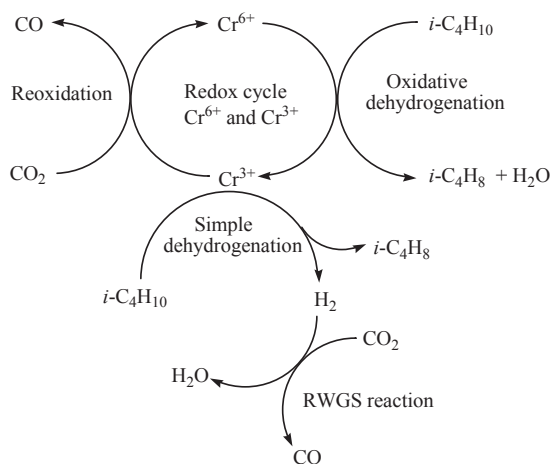 CO
Cr⁶⁺
i-C₄H₁₀
Reoxidation
Redox cycle
Cr⁶⁺ and Cr³⁺
Oxidative
dehydrogenation
CO₂
Cr³⁺
i-C₄H₈ + H₂O
Simple
dehydrogenation
i-C₄H₈
i-C₄H₁₀
H₂
CO₂
H₂O
RWGS reaction
CO